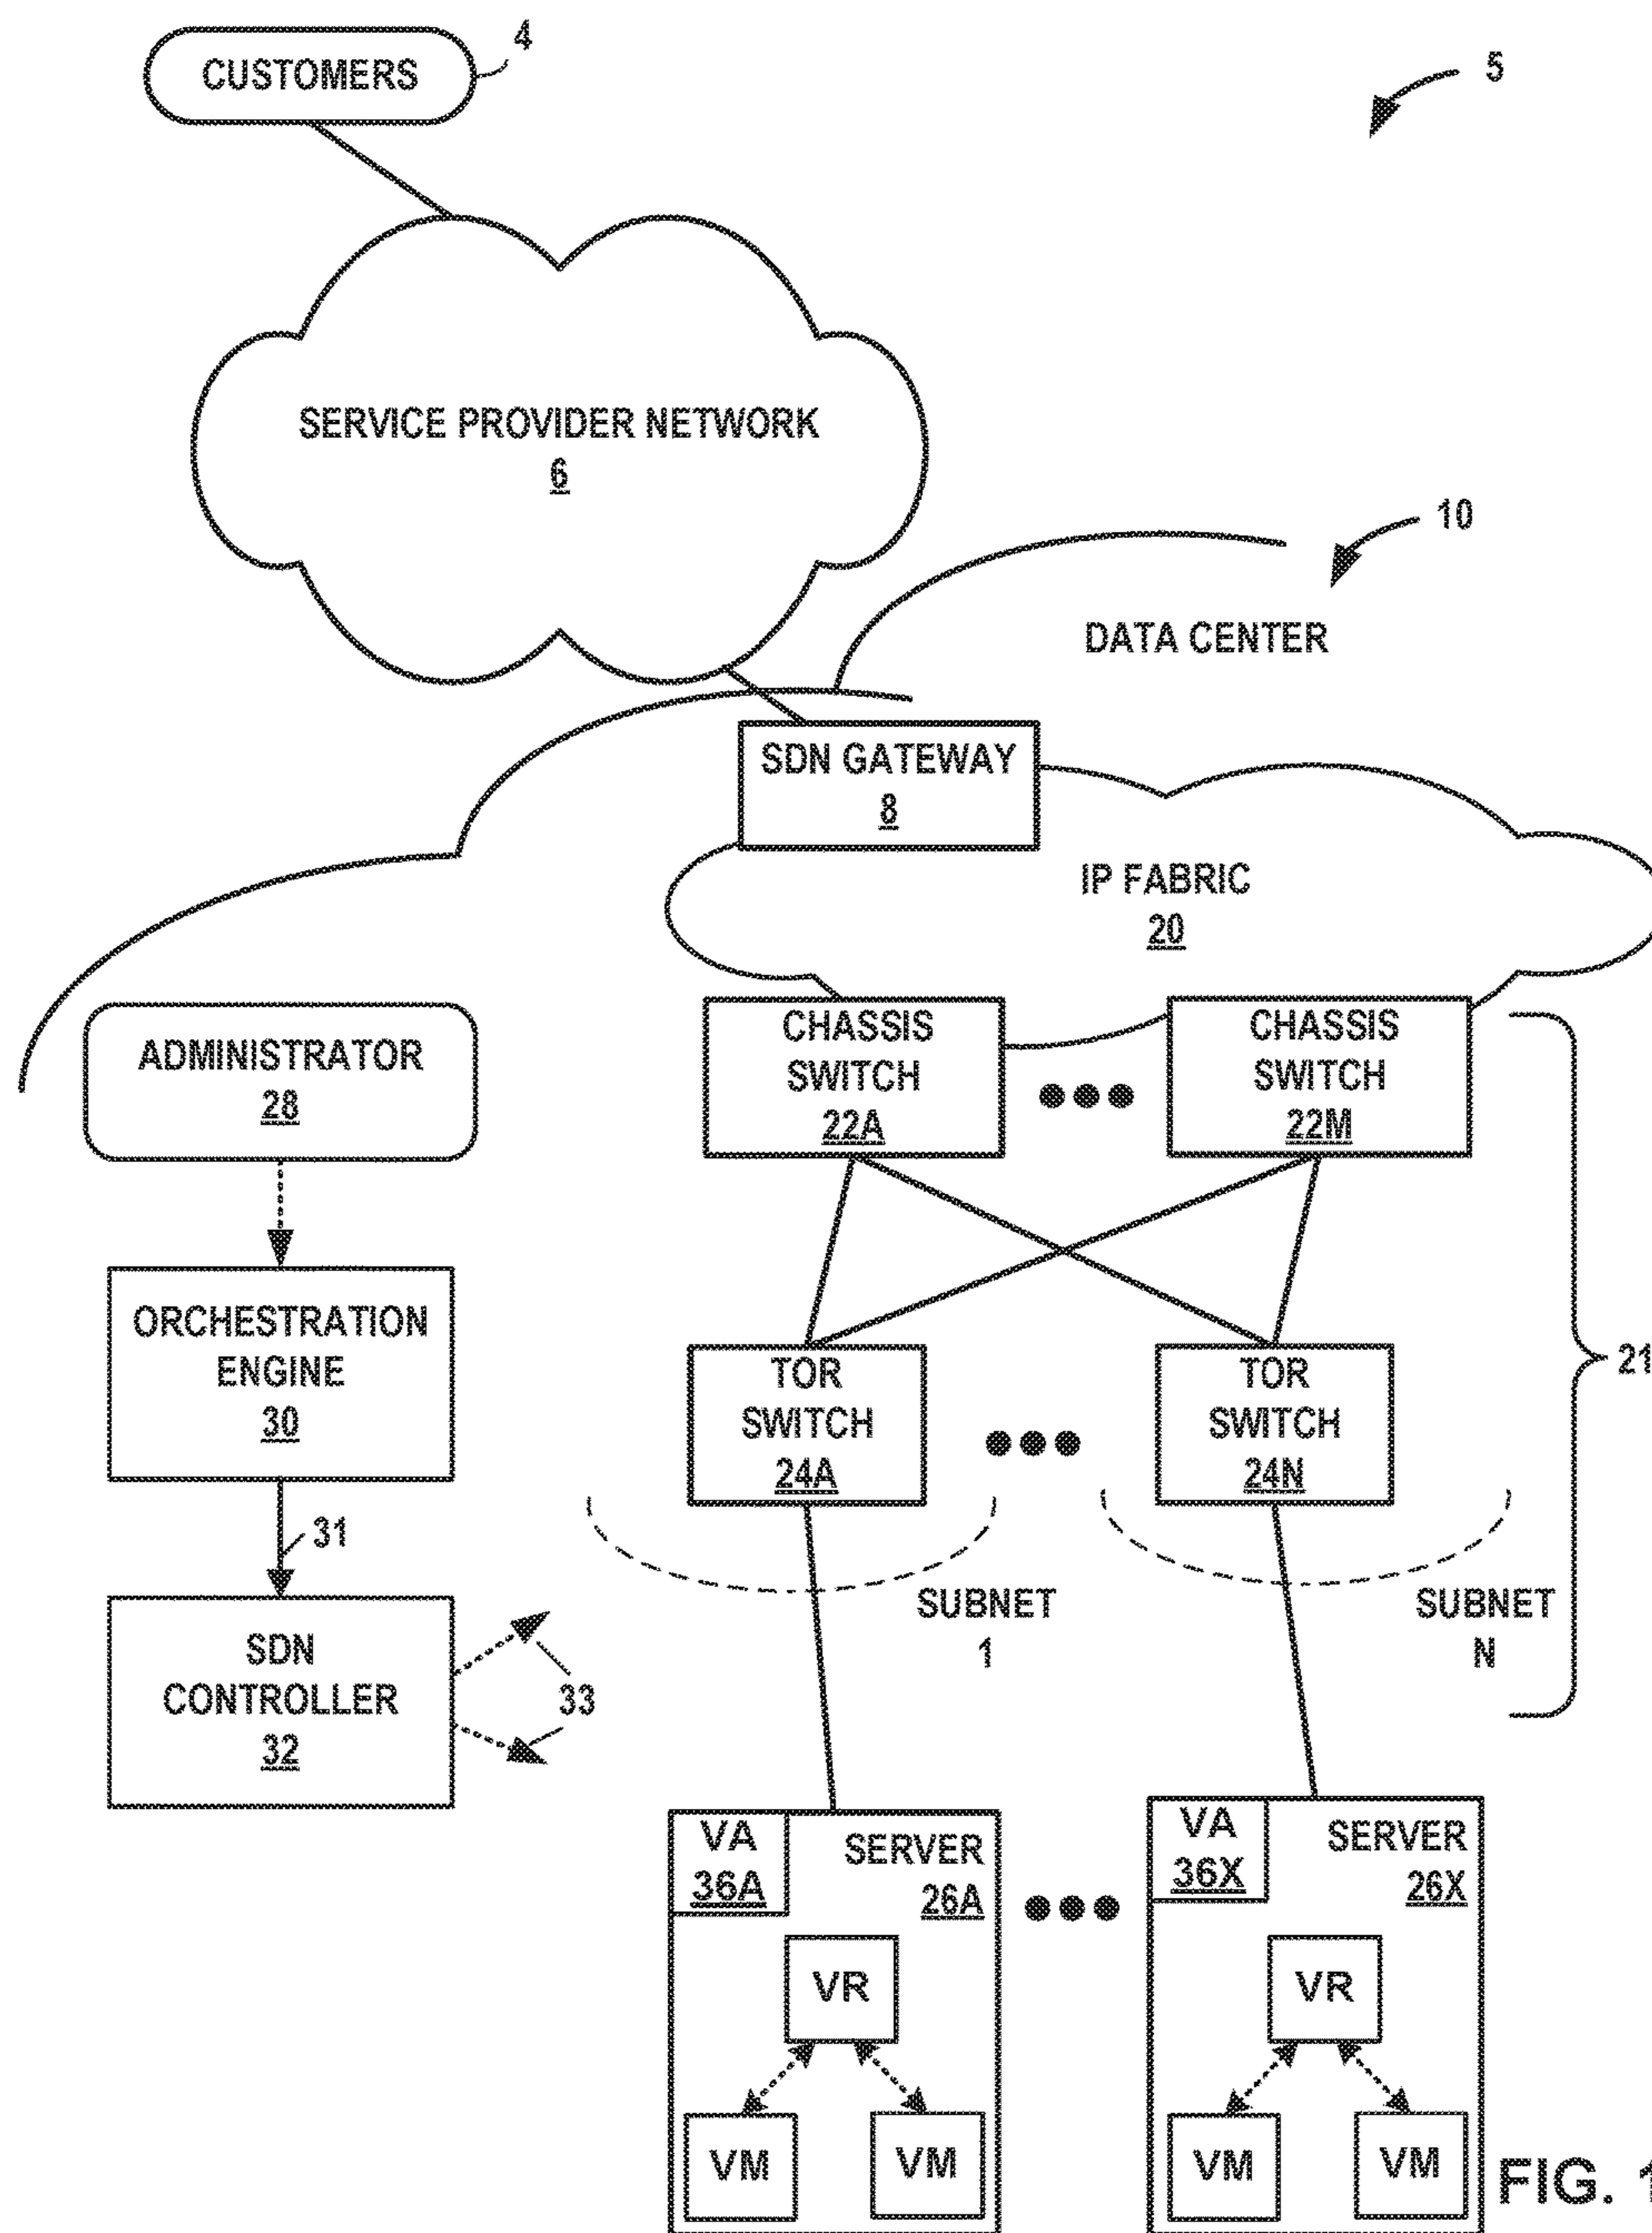 CUSTOMERS
4
5
SERVICE PROVIDER NETWORK
6
10
DATA CENTER
SDN GATEWAY
8
IP FABRIC
20
ADMINISTRATOR
28
CHASSIS
SWITCH
22A
CHASSIS
SWITCH
22M
ORCHESTRATION
ENGINE
30
TOR
SWITCH
24A
TOR
SWITCH
24N
21
31
SUBNET
1
SUBNET
N
SDN
CONTROLLER
32
33
VA
36A
SERVER
26A
VR
VM
VM
VA
36X
SERVER
26X
VR
VM
VM
FIG. 1